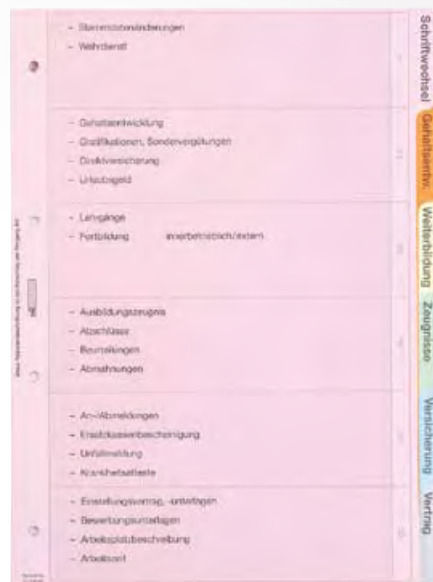 - Stammdatenänderungen
- Wehrdienst
- Gehaltsentwicklung
- Gratifikationen, Sondervergütungen
- Direktversicherung
- Urlaubsgeld
- Lehrgänge
- Fortbildung innerbetrieblich/extern
- Ausbildungszeugnis
- Abschlüsse
- Beurteilungen
- Abmahnungen
- An-/Abmeldungen
- Ersatzkassenbescheinigung
- Unfallmeldung
- Krankheitsatteste
- Einstellungsvertrag, -unterlagen
- Bewerbungsunterlagen
- Arbeitsplatzbeschreibung
- Arbeitszeit
Schriftwechsel
Gehaltsentw.
Weiterbildung
Zeugnisse
Versicherung
Vertrag